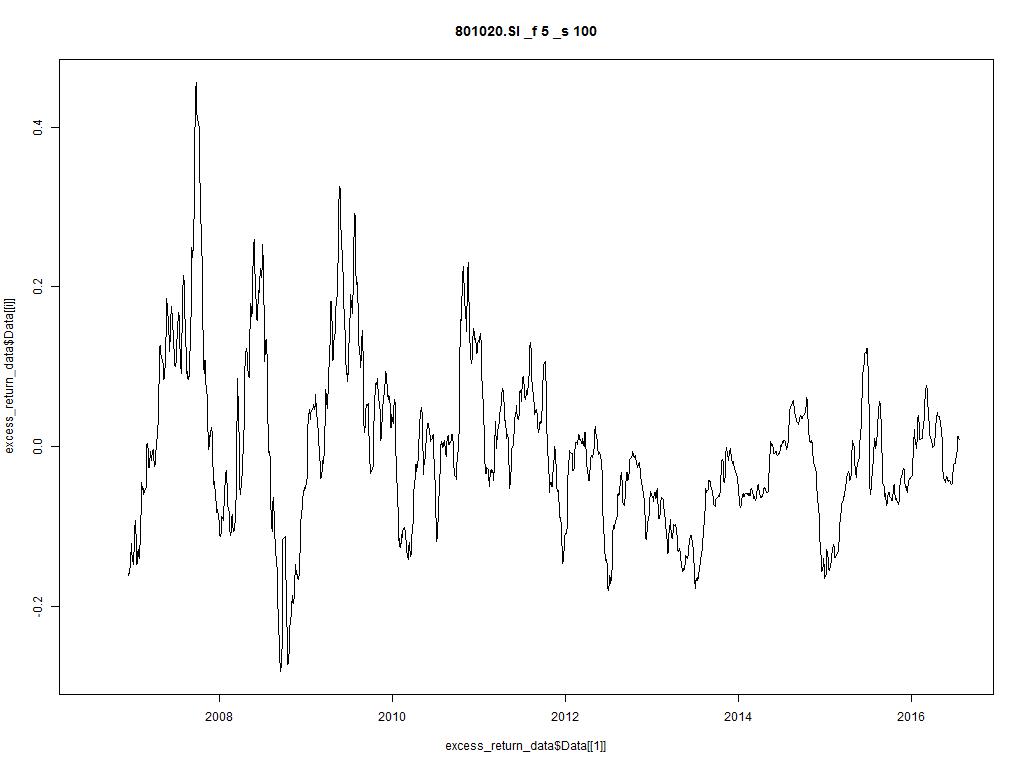 801020.SI _f 5 _s 100
excess_return_data$Data[[i]]
0.4
0.2
0.0
-0.2
2008 2010 2012 2014 2016
excess_return_data$Data[[1]]